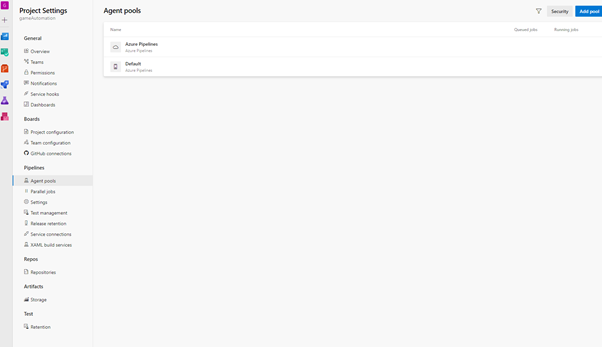 G
Project Settings
gameAutomation
General
Overview
Teams
Permissions
Notifications
Service hooks
Dashboards
Boards
Project configuration
Team configuration
GitHub connections
Pipelines
Agent pools
Parallel jobs
Settings
Test management
Release retention
Service connections
XAML build services
Repos
Repositories
Artifacts
Storage
Test
Retention
Agent pools
Security
Add pool
Name Queued jobs Running jobs
Azure Pipelines
Azure Pipelines
Default
Azure Pipelines